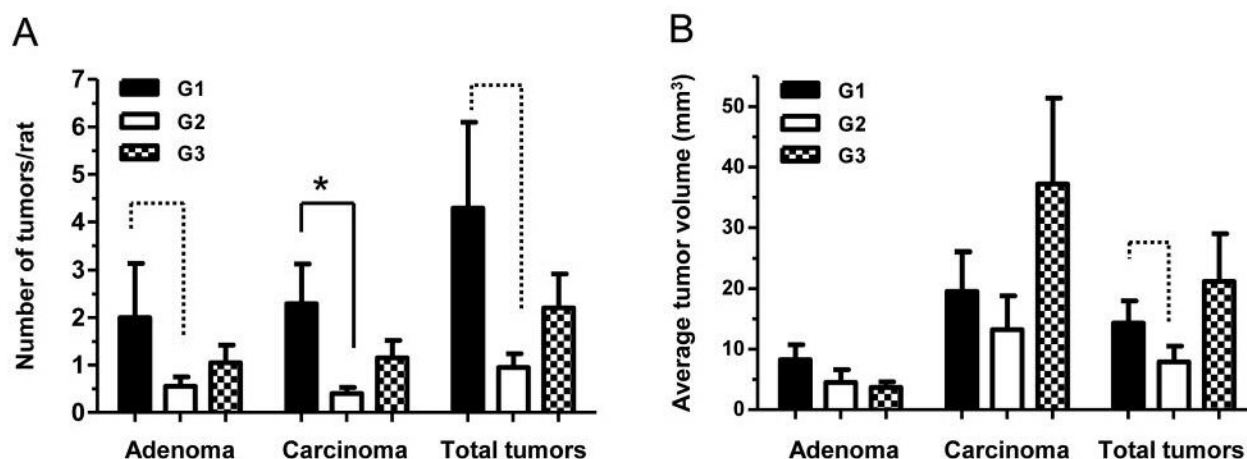 A
Number of tumors/rat
7
6
5
4
3
2
1
0
G1
G2
G3
*
Adenoma Carcinoma Total tumors
B
Average tumor volume (mm³)
50
40
30
20
10
0
G1
G2
G3
Adenoma Carcinoma Total tumors